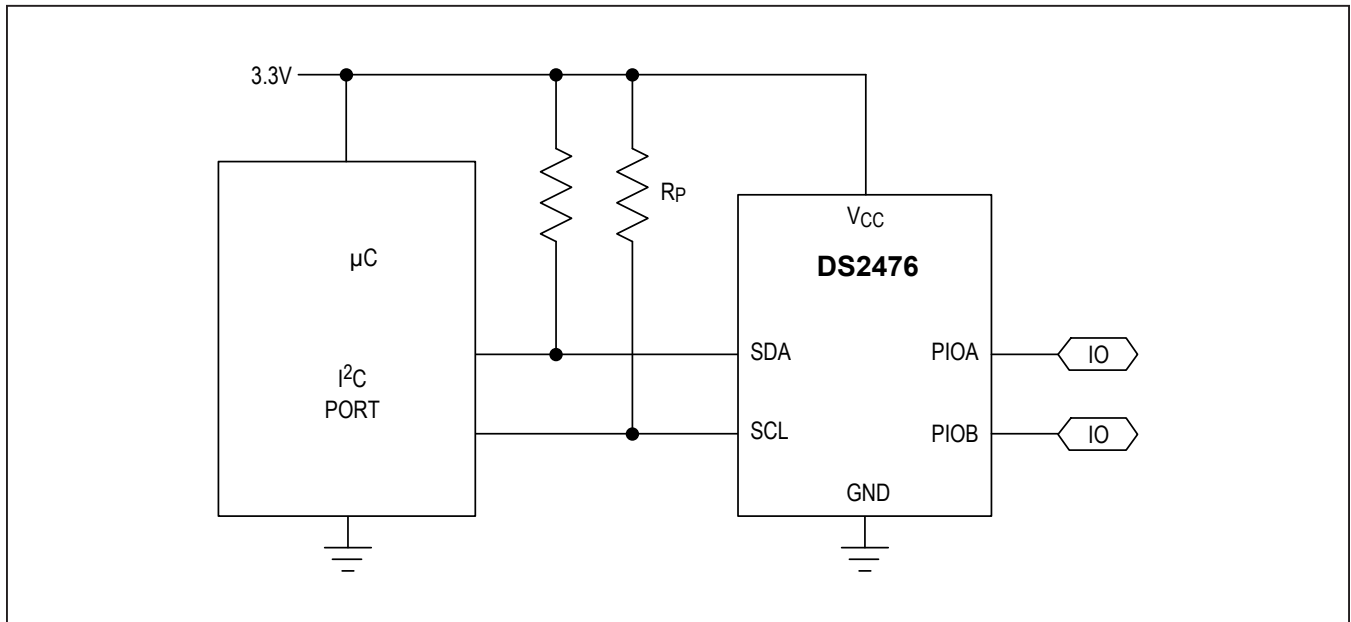 3.3V
RP
µC
I2C
PORT
VCC
DS2476
SDA
PIOA
IO
SCL
PIOB
IO
GND